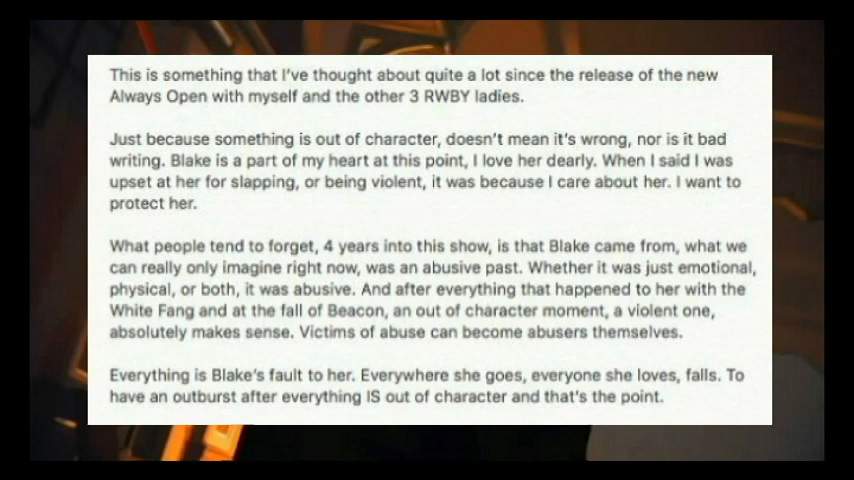 This is something that I've thought about quite a lot since the release of the new
Always Open with myself and the other 3 RWBY ladies.
Just because something is out of character, doesn't mean it's wrong, nor is it bad
writing. Blake is a part of my heart at this point, I love her dearly. When I said I was
upset at her for slapping, or being violent, it was because I care about her. I want to
protect her.
What people tend to forget, 4 years into this show, is that Blake came from, what we
can really only imagine right now, was an abusive past. Whether it was just emotional,
physical, or both, it was abusive. And after everything that happened to her with the
White Fang and at the fall of Beacon, an out of character moment, a violent one,
absolutely makes sense. Victims of abuse can become abusers themselves.
Everything is Blake's fault to her. Everywhere she goes, everyone she loves, falls. To
have an outburst after everything IS out of character and that's the point.